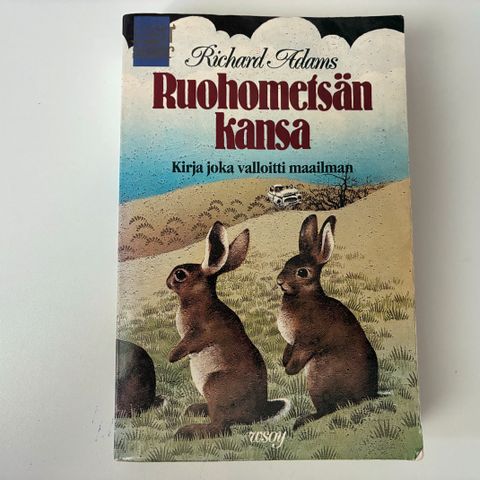 Richard Adams
Ruohometsän
kansa
Kirja joka valloitti maailman
wsoy